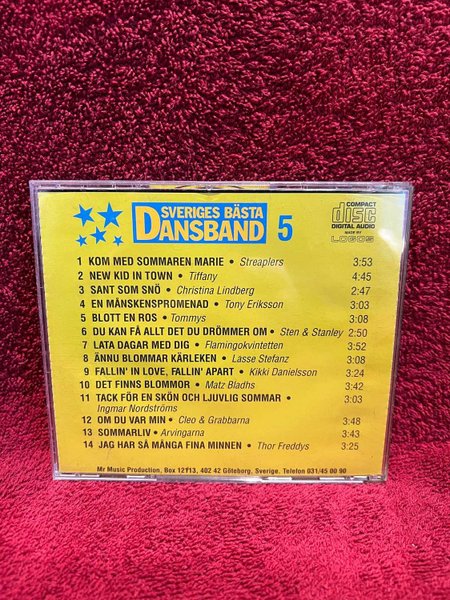 SVERIGES BÄSTA
DANSBAND 5
COMPACT
disc
DIGITAL AUDIO
MADE BY
LOGOS
1 KOM MED SOMMAREN MARIE • Streaplers 3:53
2 NEW KID IN TOWN • Tiffany 4:45
3 SANT SOM SNÖ • Christina Lindberg 2:47
4 EN MÅNSKENSPROMENAD • Tony Eriksson 3:03
5 BLOTT EN ROS • Tommys 3:08
6 DU KAN FÅ ALLT DET DU DRÖMMER OM • Sten & Stanley 2:50
7 LATA DAGAR MED DIG • Flamingokvintetten 3:52
8 ÄNNU BLOMMAR KÄRLEKEN • Lasse Stefanz 3:08
9 FALLIN' IN LOVE, FALLIN' APART • Kikki Danielsson 3:24
10 DET FINNS BLOMMOR • Matz Bladhs 3:42
11 TACK FÖR EN SKÖN OCH LJUVLIG SOMMAR • 3:03
Ingmar Nordströms
12 OM DU VAR MIN • Cleo & Grabbarna 3:48
13 SOMMARLIV • Arvingarna 3:43
14 JAG HAR SÅ MÅNGA FINA MINNEN • Thor Freddys 3:25
Mr Music Production, Box 12113, 402 42 Göteborg, Sverige. Telefon 031/45 00 90